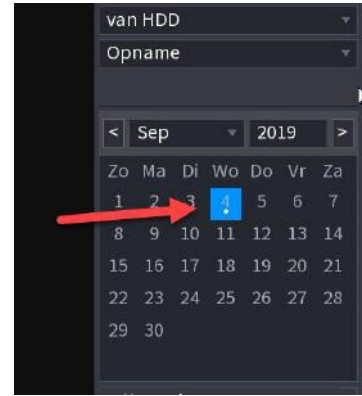 van HDD
Opname
< Sep 2019 >
Zo Ma Di Wo Do Vr Za
1 2 3 4 5 6 7
8 9 10 11 12 13 14
15 16 17 18 19 20 21
22 23 24 25 26 27 28
29 30